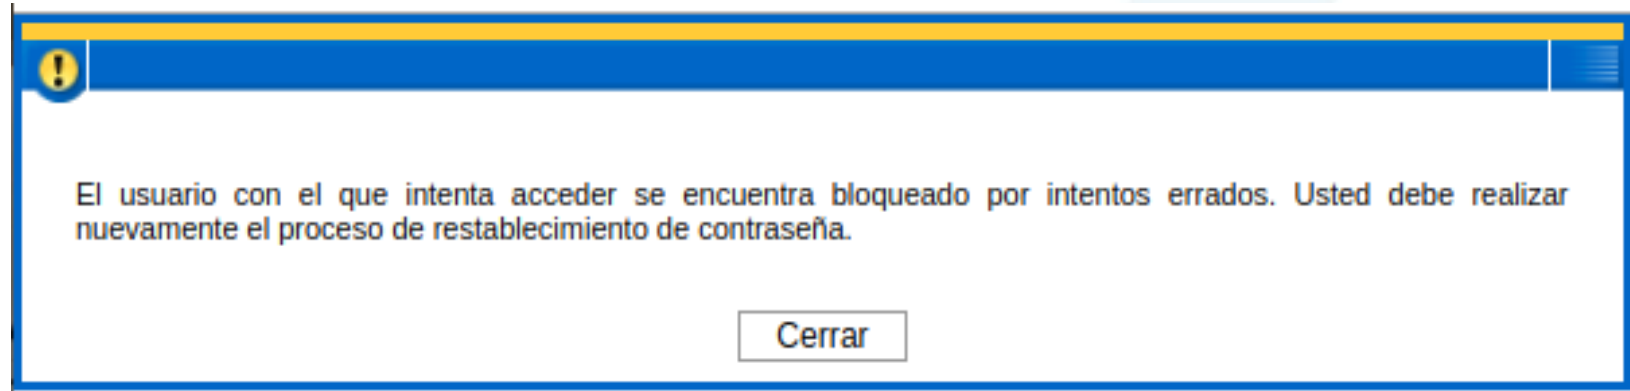 El usuario con el que intenta acceder se encuentra bloqueado por intentos errados. Usted debe realizar
nuevamente el proceso de restablecimiento de contraseña.
Cerrar